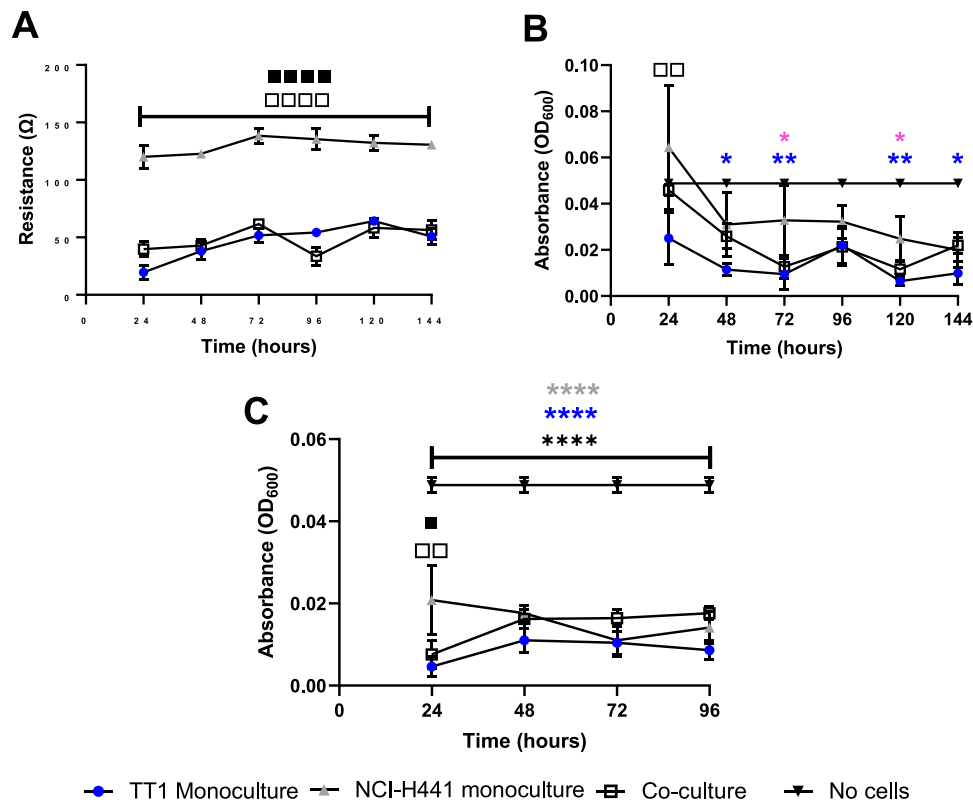 A
Resistance (Ω)
200
150
100
50
0
■■■■
□□□□
0 24 48 72 96 120 144
Time (hours)
B
Absorbance (OD600)
0.10
0.08
0.06
0.04
0.02
0.00
□□
* *
* ** ** *
0 24 48 72 96 120 144
Time (hours)
C
Absorbance (OD600)
0.06
0.04
0.02
0.00
****
****
****
■
□□
0 24 48 72 96
Time (hours)
TT1 Monoculture NCI-H441 monoculture Co-culture No cells